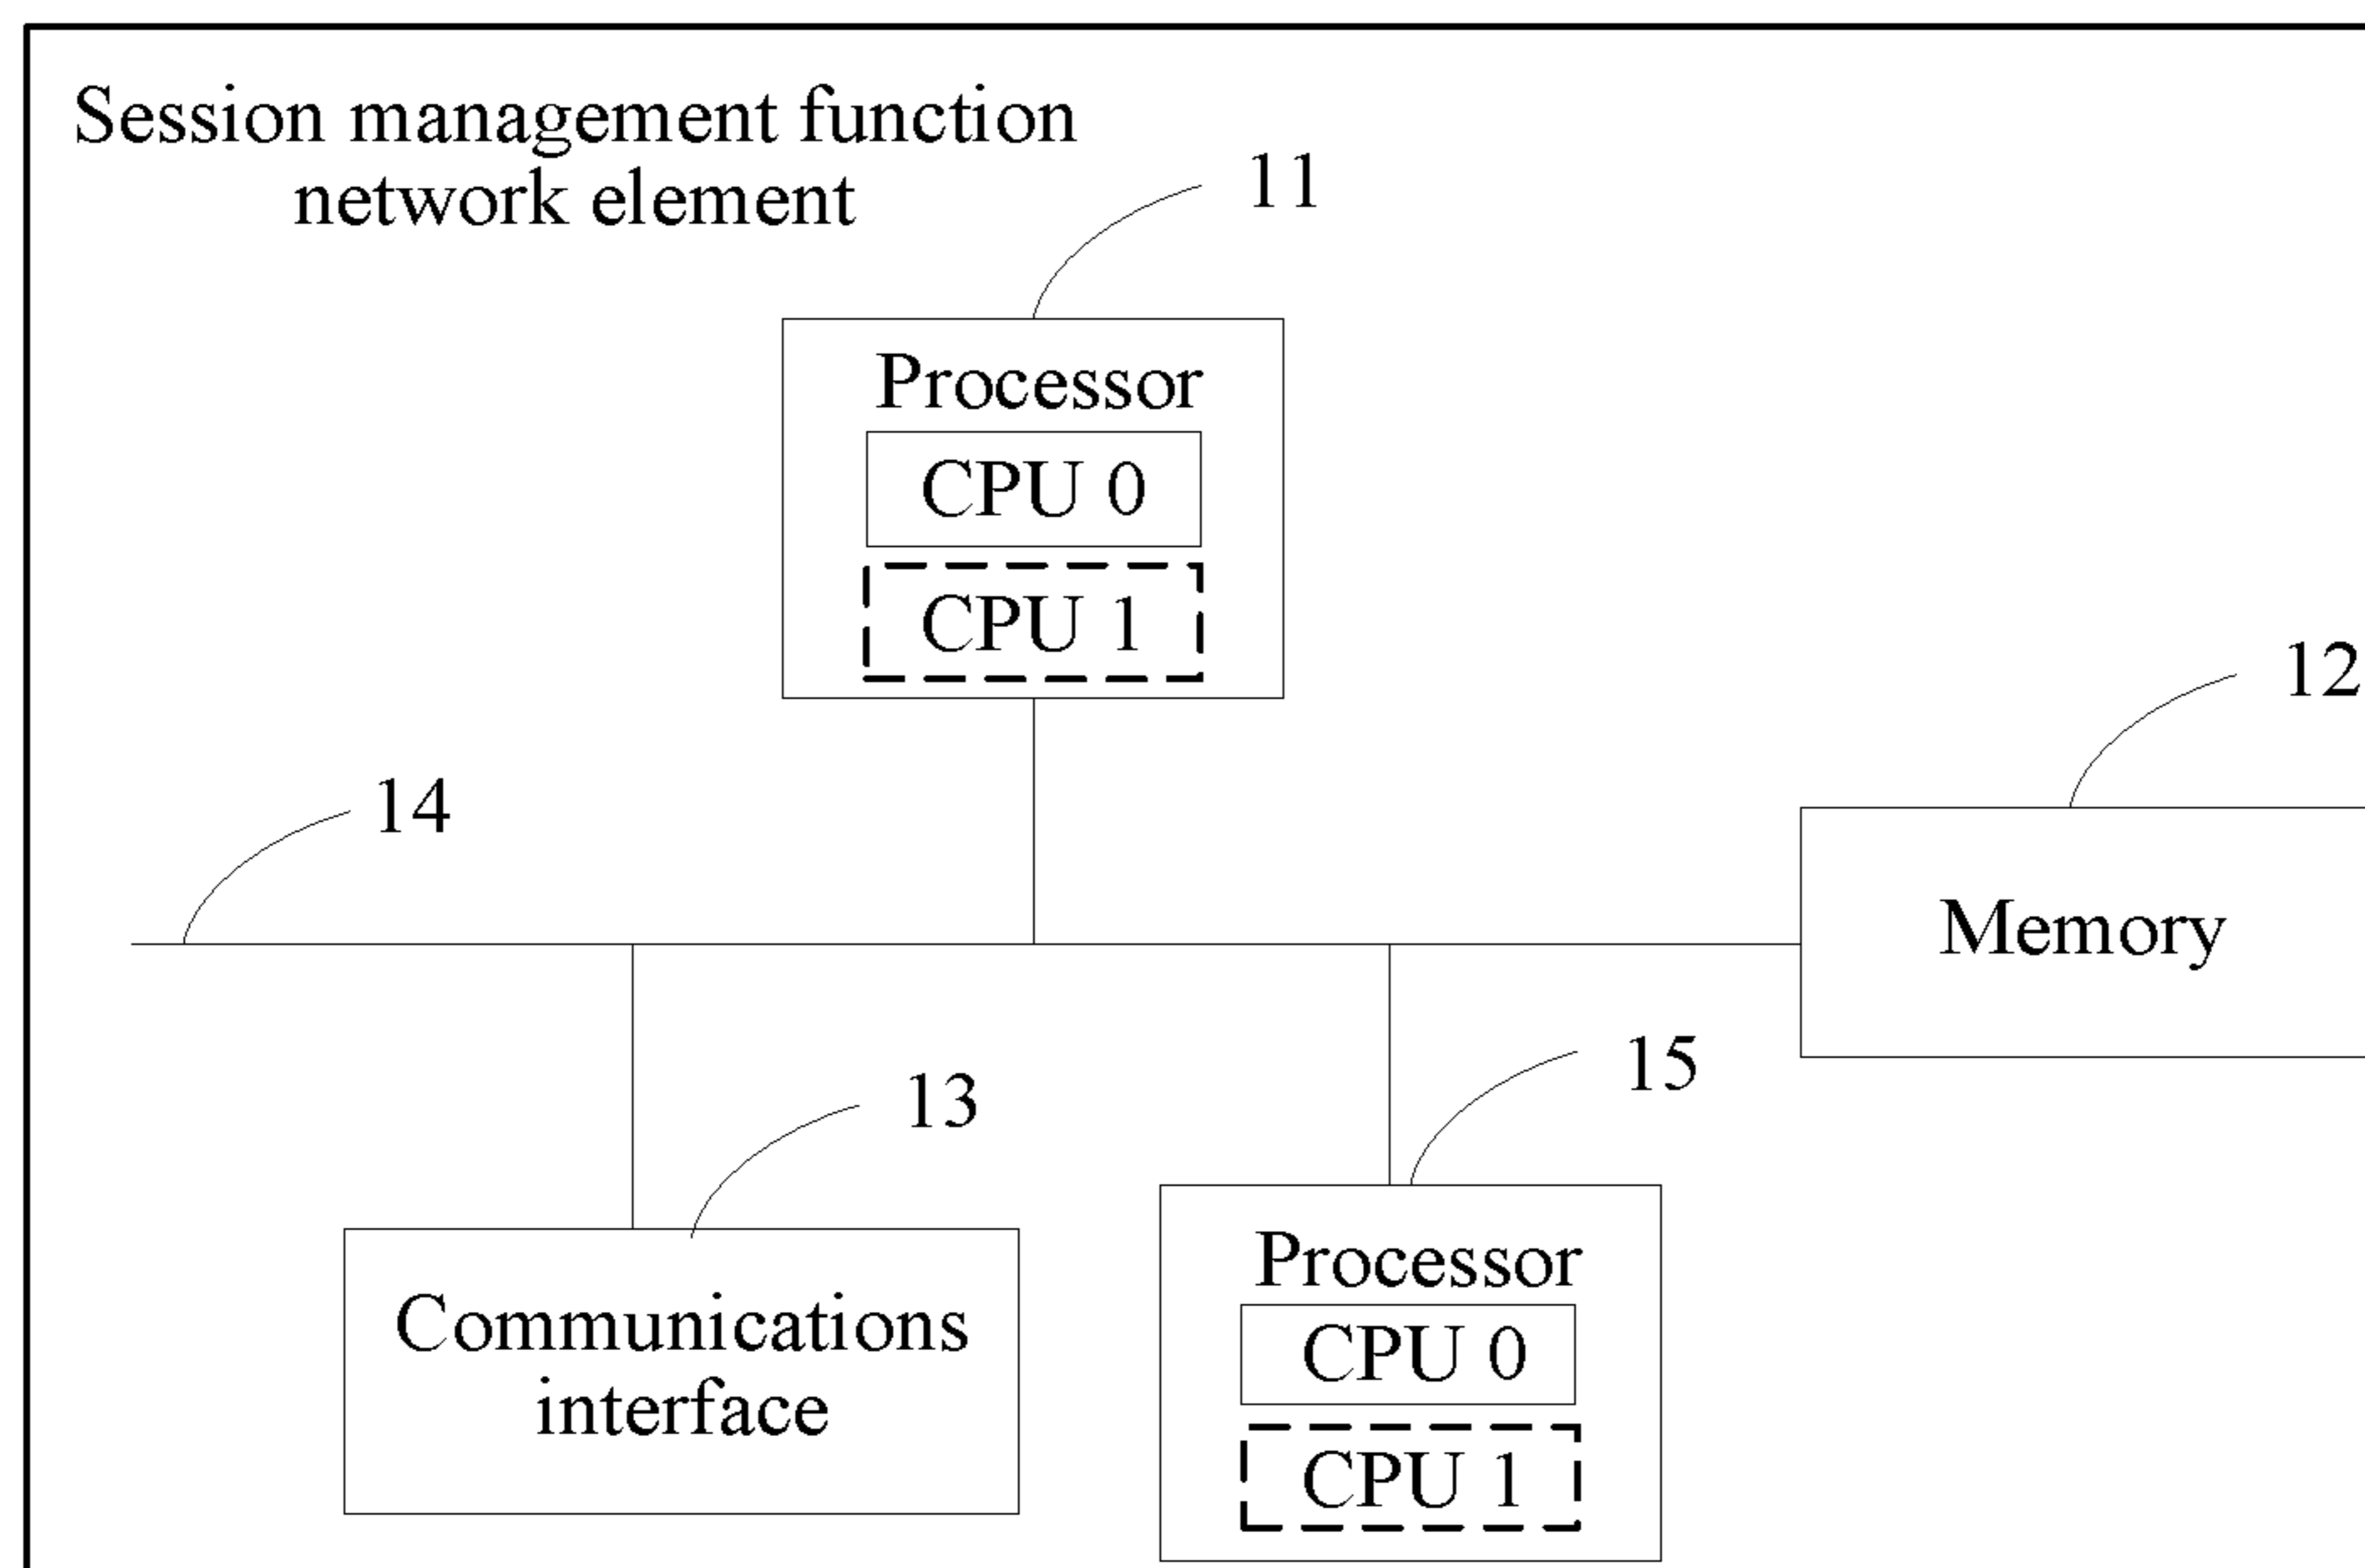 Session management function
network element
11
Processor
CPU 0
CPU 1
12
14
Memory
15
13
Processor
Communications
interface
CPU 0
CPU 1